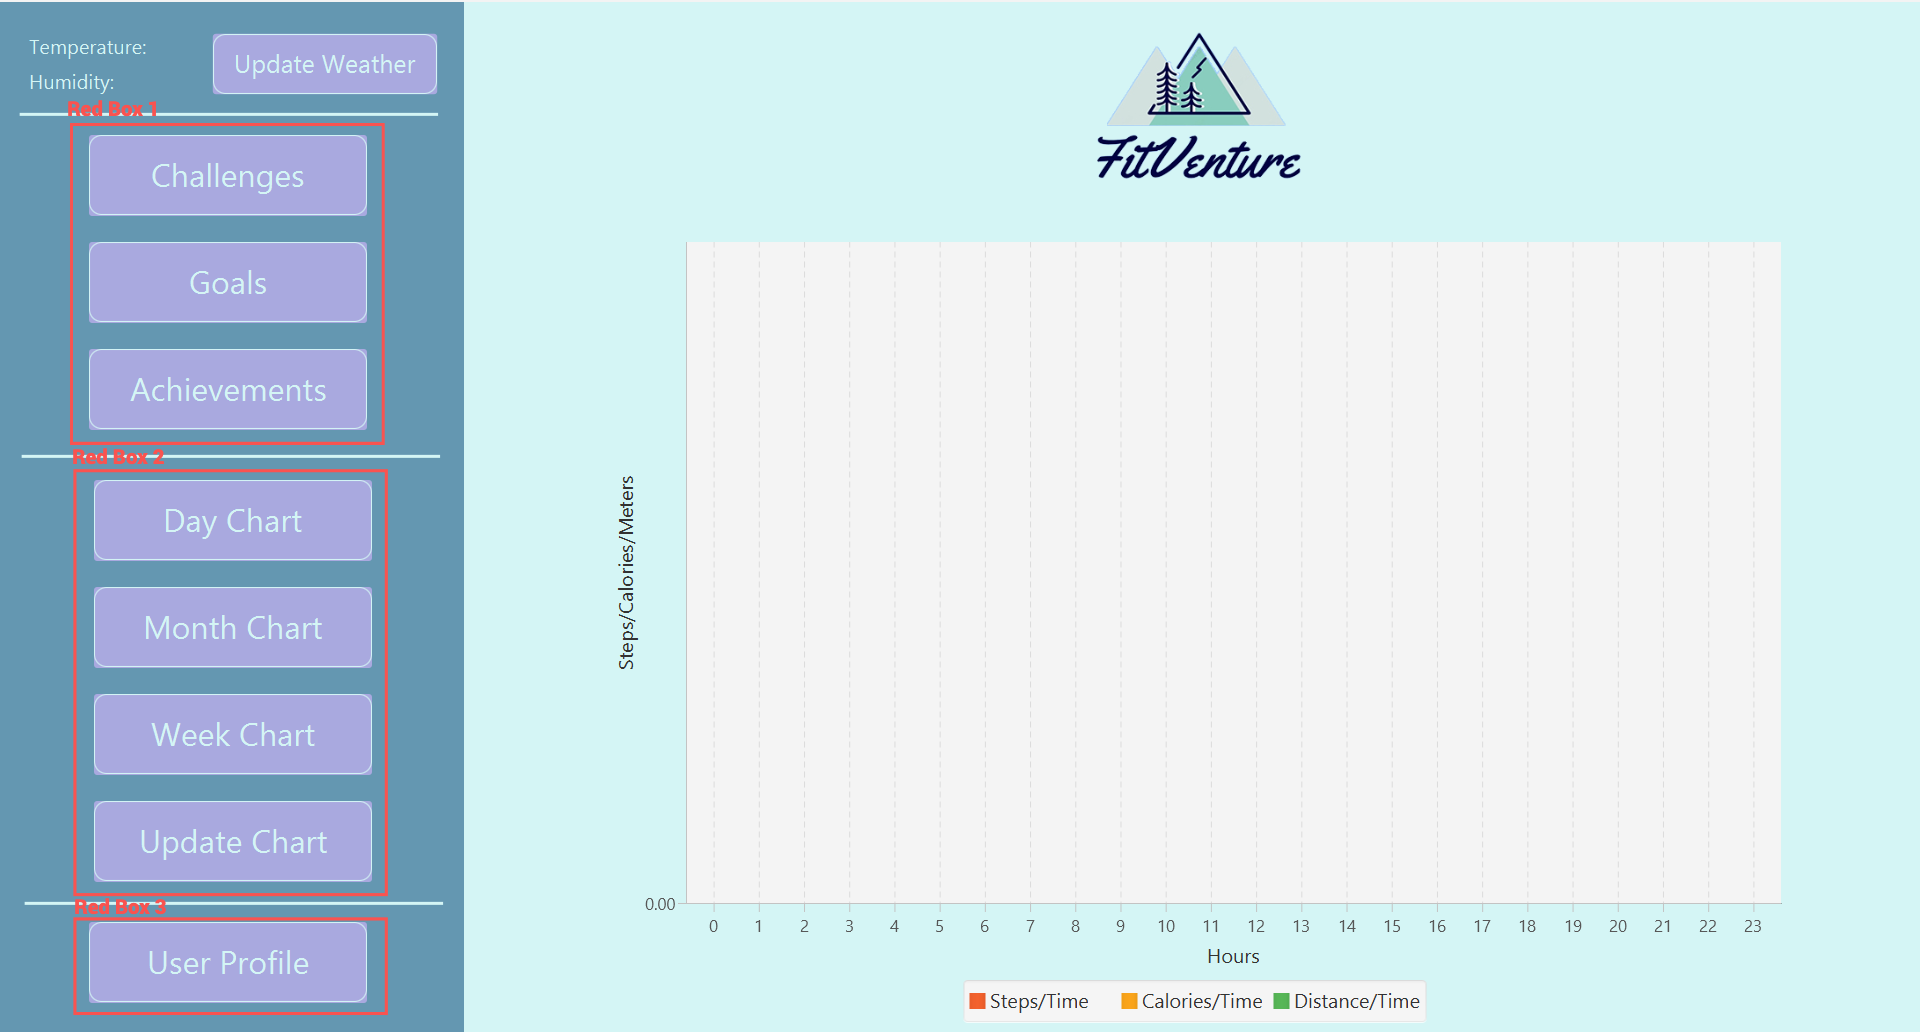 Temperature:
Update Weather
Humidity:
Red Box 1
Challenges
Goals
Achievements
Red Box 2
Day Chart
Month Chart
Week Chart
Update Chart
Red Box 3
User Profile
FitVenture
Steps/Calories/Meters
0.00
0 1 2 3 4 5 6 7 8 9 10 11 12 13 14 15 16 17 18 19 20 21 22 23
Hours
Steps/Time Calories/Time Distance/Time